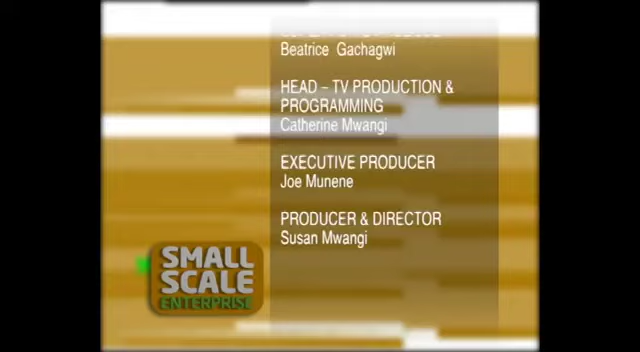 Beatrice Gachagwi
HEAD – TV PRODUCTION &
PROGRAMMING
Catherine Mwangi
EXECUTIVE PRODUCER
Joe Munene
PRODUCER & DIRECTOR
Susan Mwangi
SMALL
SCALE
ENTERPRISE